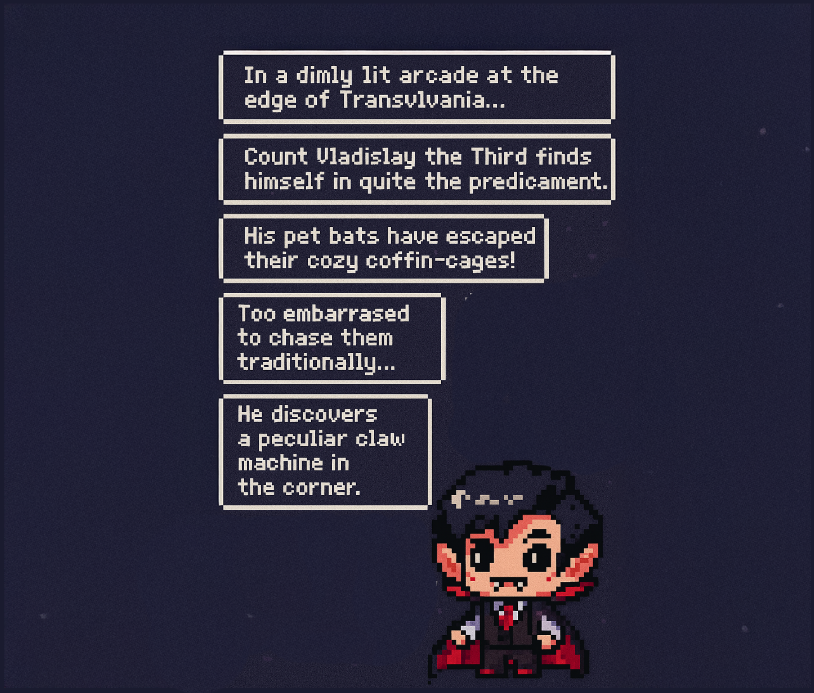 In a dimly lit arcade at the
edge of Transvlvania...
Count Vladislay the Third finds
himself in quite the predicament.
His pet bats have escaped
their cozy coffin-cages!
Too embarrased
to chase them
traditionally...
He discovers
a peculiar claw
machine in
the corner.